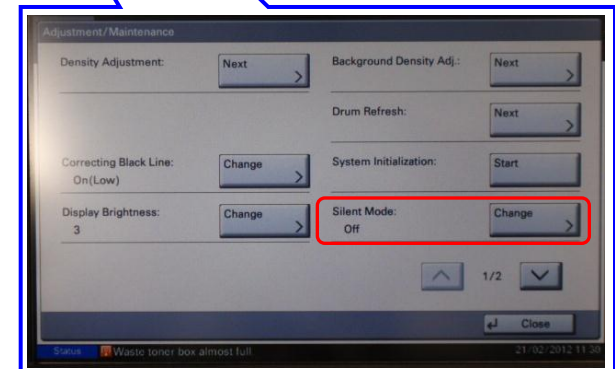 Adjustment/Maintenance
Density Adjustment: Next
Background Density Adj.: Next
Drum Refresh: Next
Correcting Black Line: Change
On(Low)
System Initialization: Start
Display Brightness: Change
3
Silent Mode: Change
Off
1/2
Close
Status Waste toner box almost full. 21/02/2012 11:30